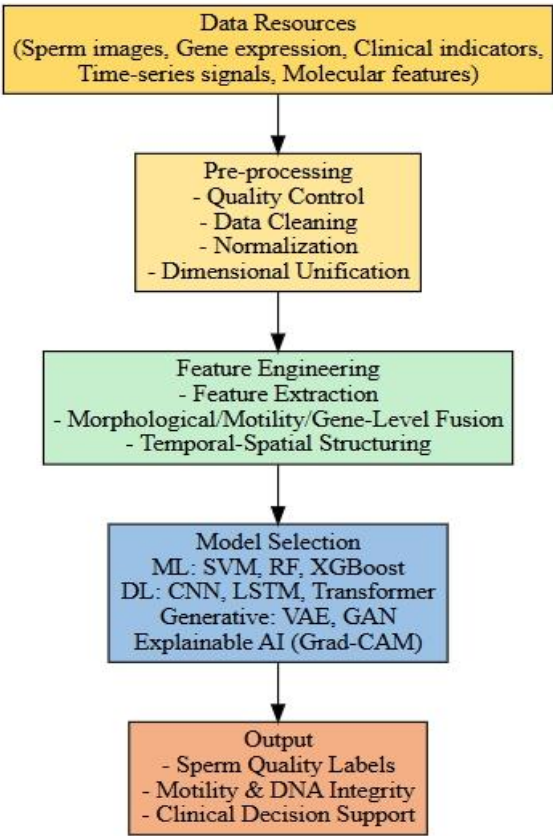 Data Resources
(Sperm images, Gene expression, Clinical indicators,
Time-series signals, Molecular features)
Pre-processing
- Quality Control
- Data Cleaning
- Normalization
- Dimensional Unification
Feature Engineering
- Feature Extraction
- Morphological/Motility/Gene-Level Fusion
- Temporal-Spatial Structuring
Model Selection
ML: SVM, RF, XGBoost
DL: CNN, LSTM, Transformer
Generative: VAE, GAN
Explainable AI (Grad-CAM)
Output
- Sperm Quality Labels
- Motility & DNA Integrity
- Clinical Decision Support